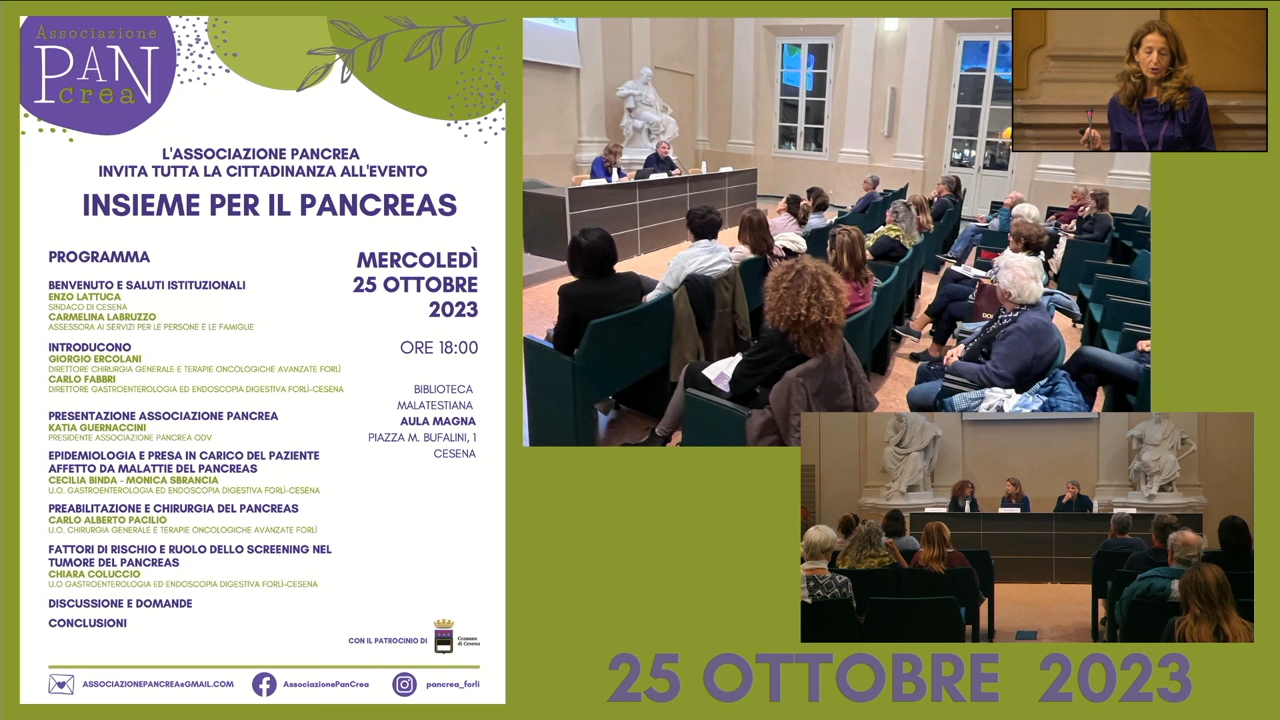 Associazione
PAN
crea
L'ASSOCIAZIONE PANCREA
INVITA TUTTA LA CITTADINANZA ALL'EVENTO
INSIEME PER IL PANCREAS
PROGRAMMA
BENVENUTO E SALUTI ISTITUZIONALI
ENZO LATTUCA
SINDACO DI CESENA
CARMELINA LABRUZZO
ASSESSORA AI SERVIZI PER LE PERSONE E LE FAMIGLIE
INTRODUCONO
GIORGIO ERCOLANI
DIRETTORE CHIRURGIA GENERALE E TERAPIE ONCOLOGICHE AVANZATE FORLÌ
CARLO FABBRI
DIRETTORE GASTROENTEROLOGIA ED ENDOSCOPIA DIGESTIVA FORLÌ-CESENA
PRESENTAZIONE ASSOCIAZIONE PANCREA
KATIA GUERNACCINI
PRESIDENTE ASSOCIAZIONE PANCREA ODV
EPIDEMIOLOGIA E PRESA IN CARICO DEL PAZIENTE
AFFETTO DA MALATTIE DEL PANCREAS
CECILIA BINDA - MONICA SBRANCIA
U.O. GASTROENTEROLOGIA ED ENDOSCOPIA DIGESTIVA FORLÌ-CESENA
PREABILITAZIONE E CHIRURGIA DEL PANCREAS
CARLO ALBERTO PACILIO
U.O. CHIRURGIA GENERALE E TERAPIE ONCOLOGICHE AVANZATE FORLÌ
FATTORI DI RISCHIO E RUOLO DELLO SCREENING NEL
TUMORE DEL PANCREAS
CHIARA COLUCCIO
U.O GASTROENTEROLOGIA ED ENDOSCOPIA DIGESTIVA FORLÌ-CESENA
DISCUSSIONE E DOMANDE
CONCLUSIONI
MERCOLEDÌ
25 OTTOBRE
2023
ORE 18:00
BIBLIOTECA
MALATESTIANA
AULA MAGNA
PIAZZA M. BUFALINI, 1
CESENA
CON IL PATROCINIO DI
Comune
di Cesena
ASSOCIAZIONEPANCREA@GMAIL.COM
AssociazionePanCrea
pancrea_forlì
25 OTTOBRE 2023